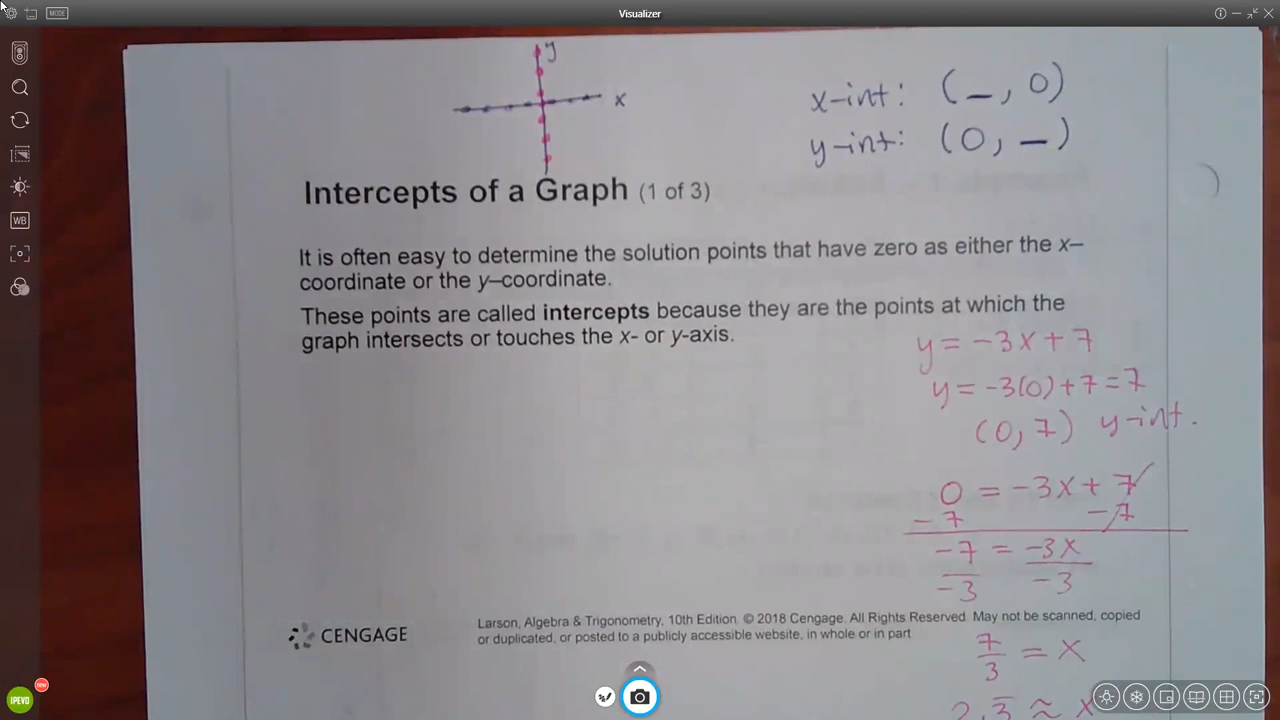 MODE
Visualizer
y
x
x-int: (_, 0)
y-int: (0, _)
Intercepts of a Graph (1 of 3)
It is often easy to determine the solution points that have zero as either the x–
coordinate or the y–coordinate.
These points are called intercepts because they are the points at which the
graph intersects or touches the x- or y-axis.
y = -3x + 7
y = -3(0) + 7 = 7
(0, 7) y-int.
0 = -3x + 7
-7 -7
-7 = -3x
-3 -3
CENGAGE
Larson, Algebra & Trigonometry, 10th Edition. © 2018 Cengage. All Rights Reserved. May not be scanned, copied
or duplicated, or posted to a publicly accessible website, in whole or in part
7/3 = x
2.3̅ ≈ x
IPEVO
new
WB